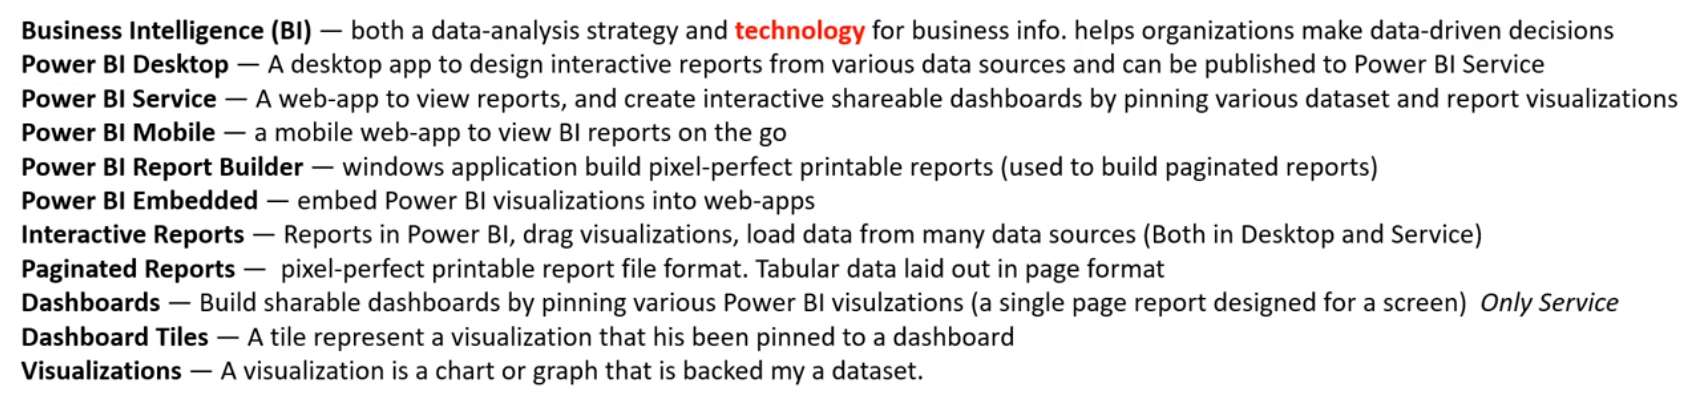 Business Intelligence (BI) — both a data-analysis strategy and technology for business info. helps organizations make data-driven decisions
Power BI Desktop — A desktop app to design interactive reports from various data sources and can be published to Power BI Service
Power BI Service — A web-app to view reports, and create interactive shareable dashboards by pinning various dataset and report visualizations
Power BI Mobile — a mobile web-app to view BI reports on the go
Power BI Report Builder — windows application build pixel-perfect printable reports (used to build paginated reports)
Power BI Embedded — embed Power BI visualizations into web-apps
Interactive Reports — Reports in Power BI, drag visualizations, load data from many data sources (Both in Desktop and Service)
Paginated Reports — pixel-perfect printable report file format. Tabular data laid out in page format
Dashboards — Build sharable dashboards by pinning various Power BI visulzations (a single page report designed for a screen) Only Service
Dashboard Tiles — A tile represent a visualization that his been pinned to a dashboard
Visualizations — A visualization is a chart or graph that is backed my a dataset.